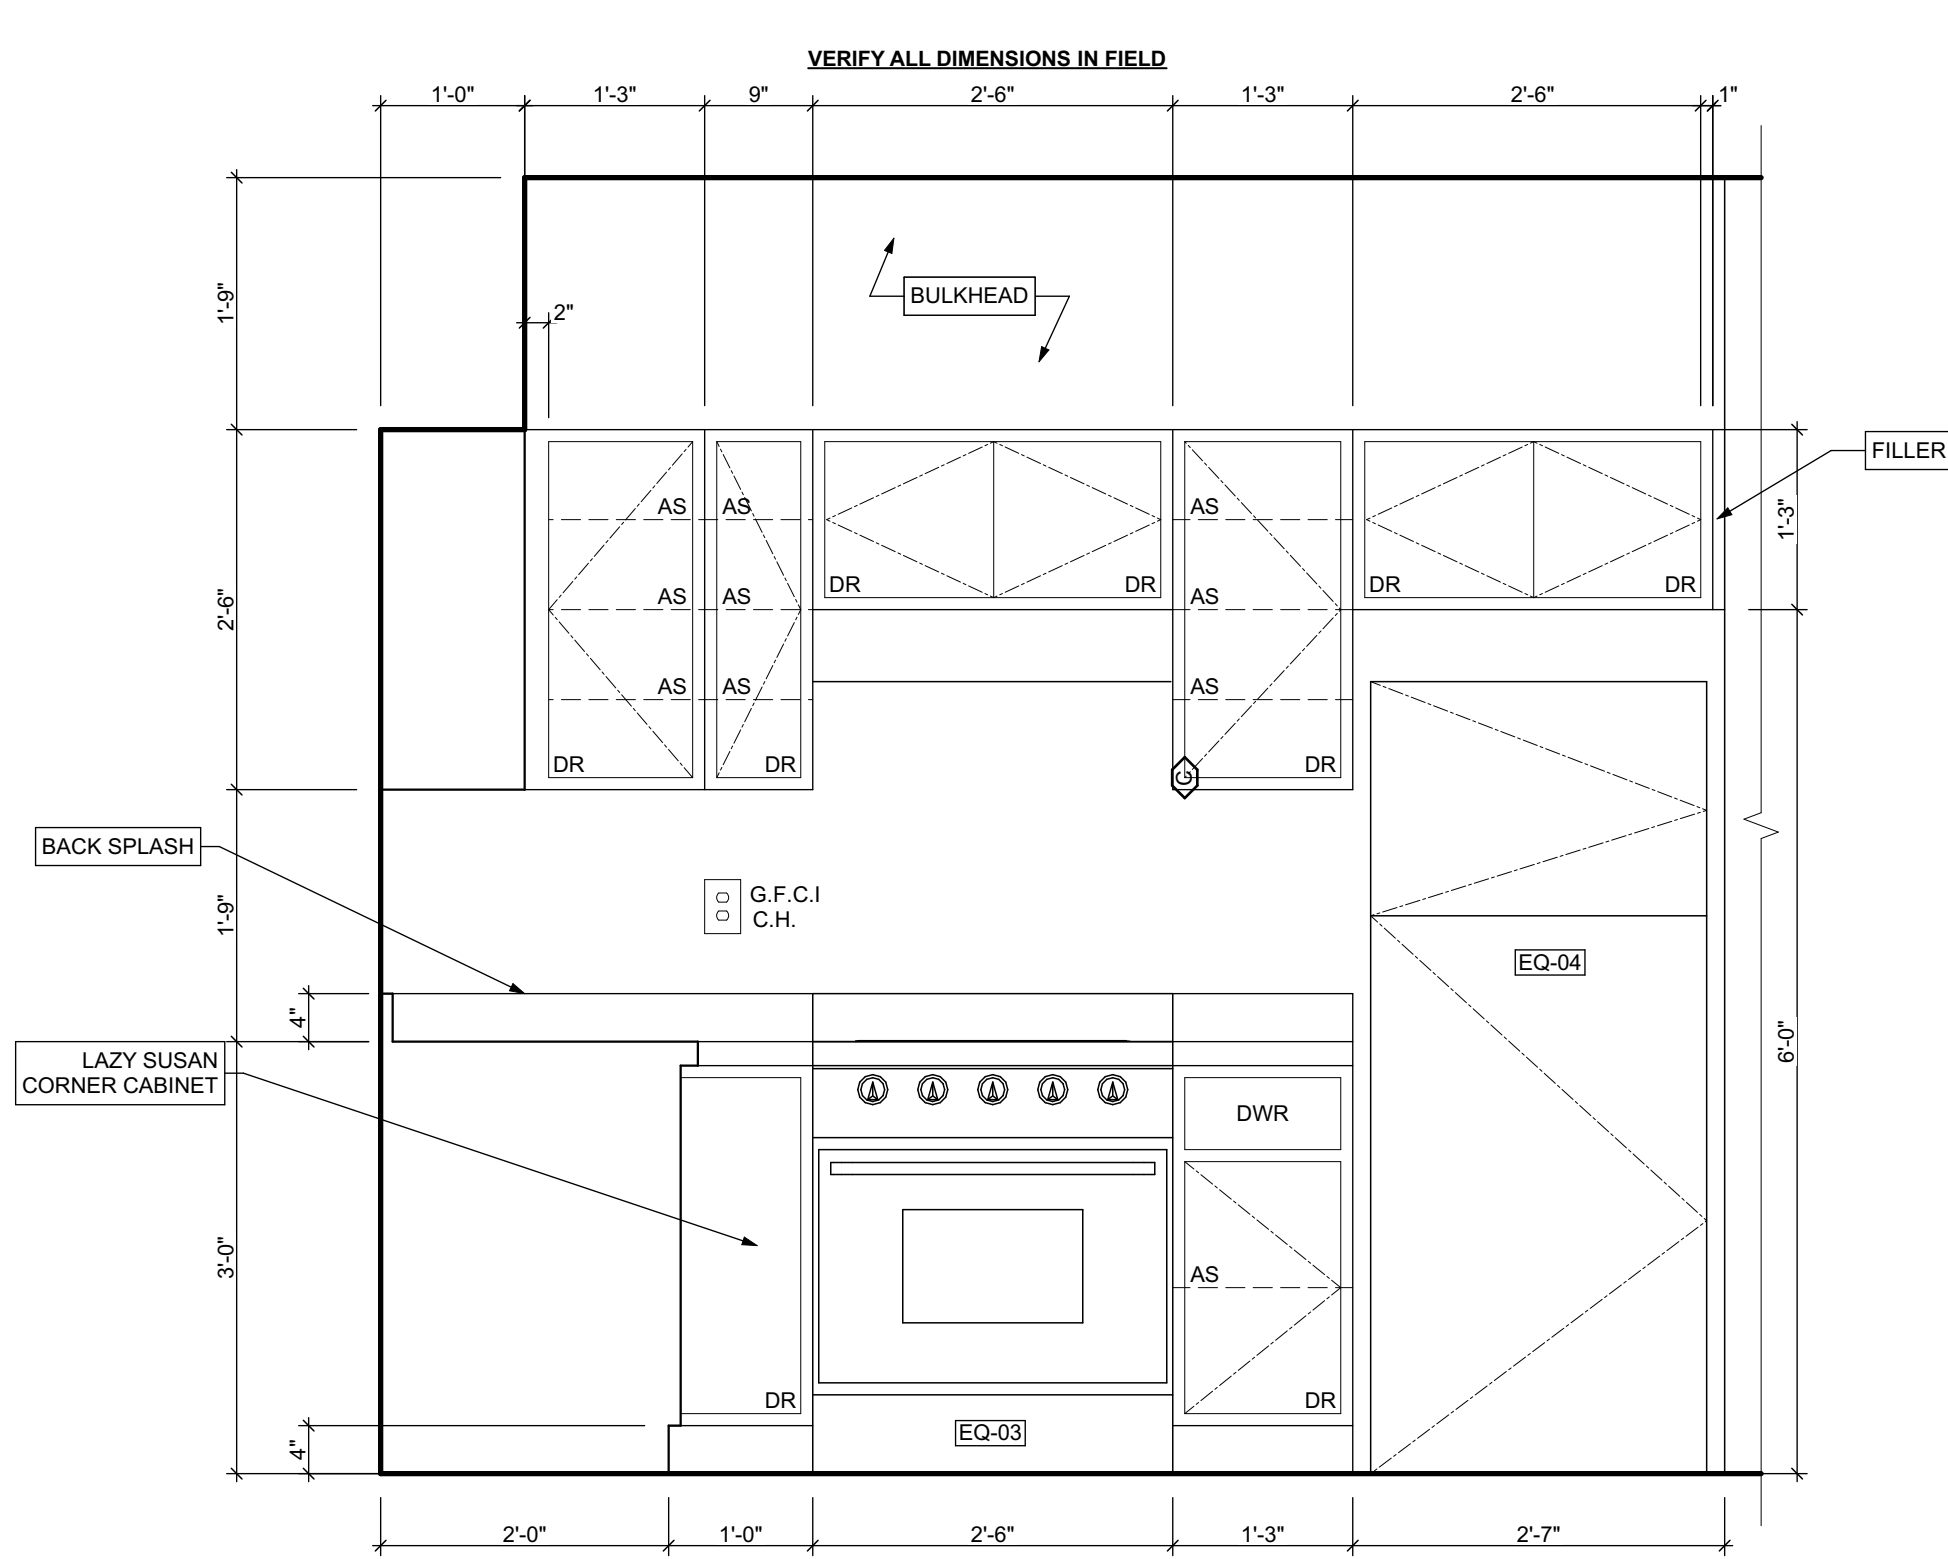 VERIFY ALL DIMENSIONS IN FIELD
1'-0" 1'-3" 9" 2'-6" 1'-3" 2'-6" 1"
1'-9"
BULKHEAD
2"
FILLER
AS AS AS
1'-3"
DR DR DR DR
2'-6"
AS AS AS
AS AS AS
DR DR DR
C
BACK SPLASH
G.F.C.I
C.H.
1'-9"
EQ-04
4"
6'-0"
LAZY SUSAN
CORNER CABINET
DWR
3'-0"
AS
DR DR
EQ-03
4"
2'-0" 1'-0" 2'-6" 1'-3" 2'-7"